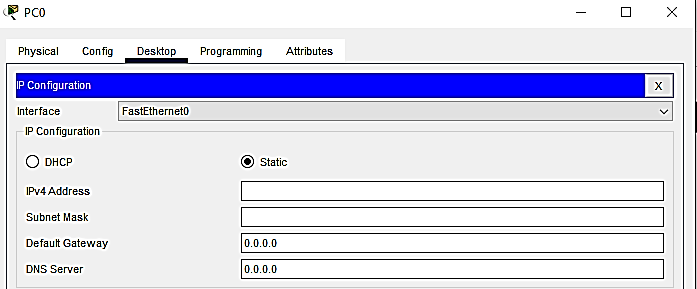 PC0
Physical Config Desktop Programming Attributes
IP Configuration X
Interface FastEthernet0
IP Configuration
DHCP Static
IPv4 Address
Subnet Mask
Default Gateway 0.0.0.0
DNS Server 0.0.0.0